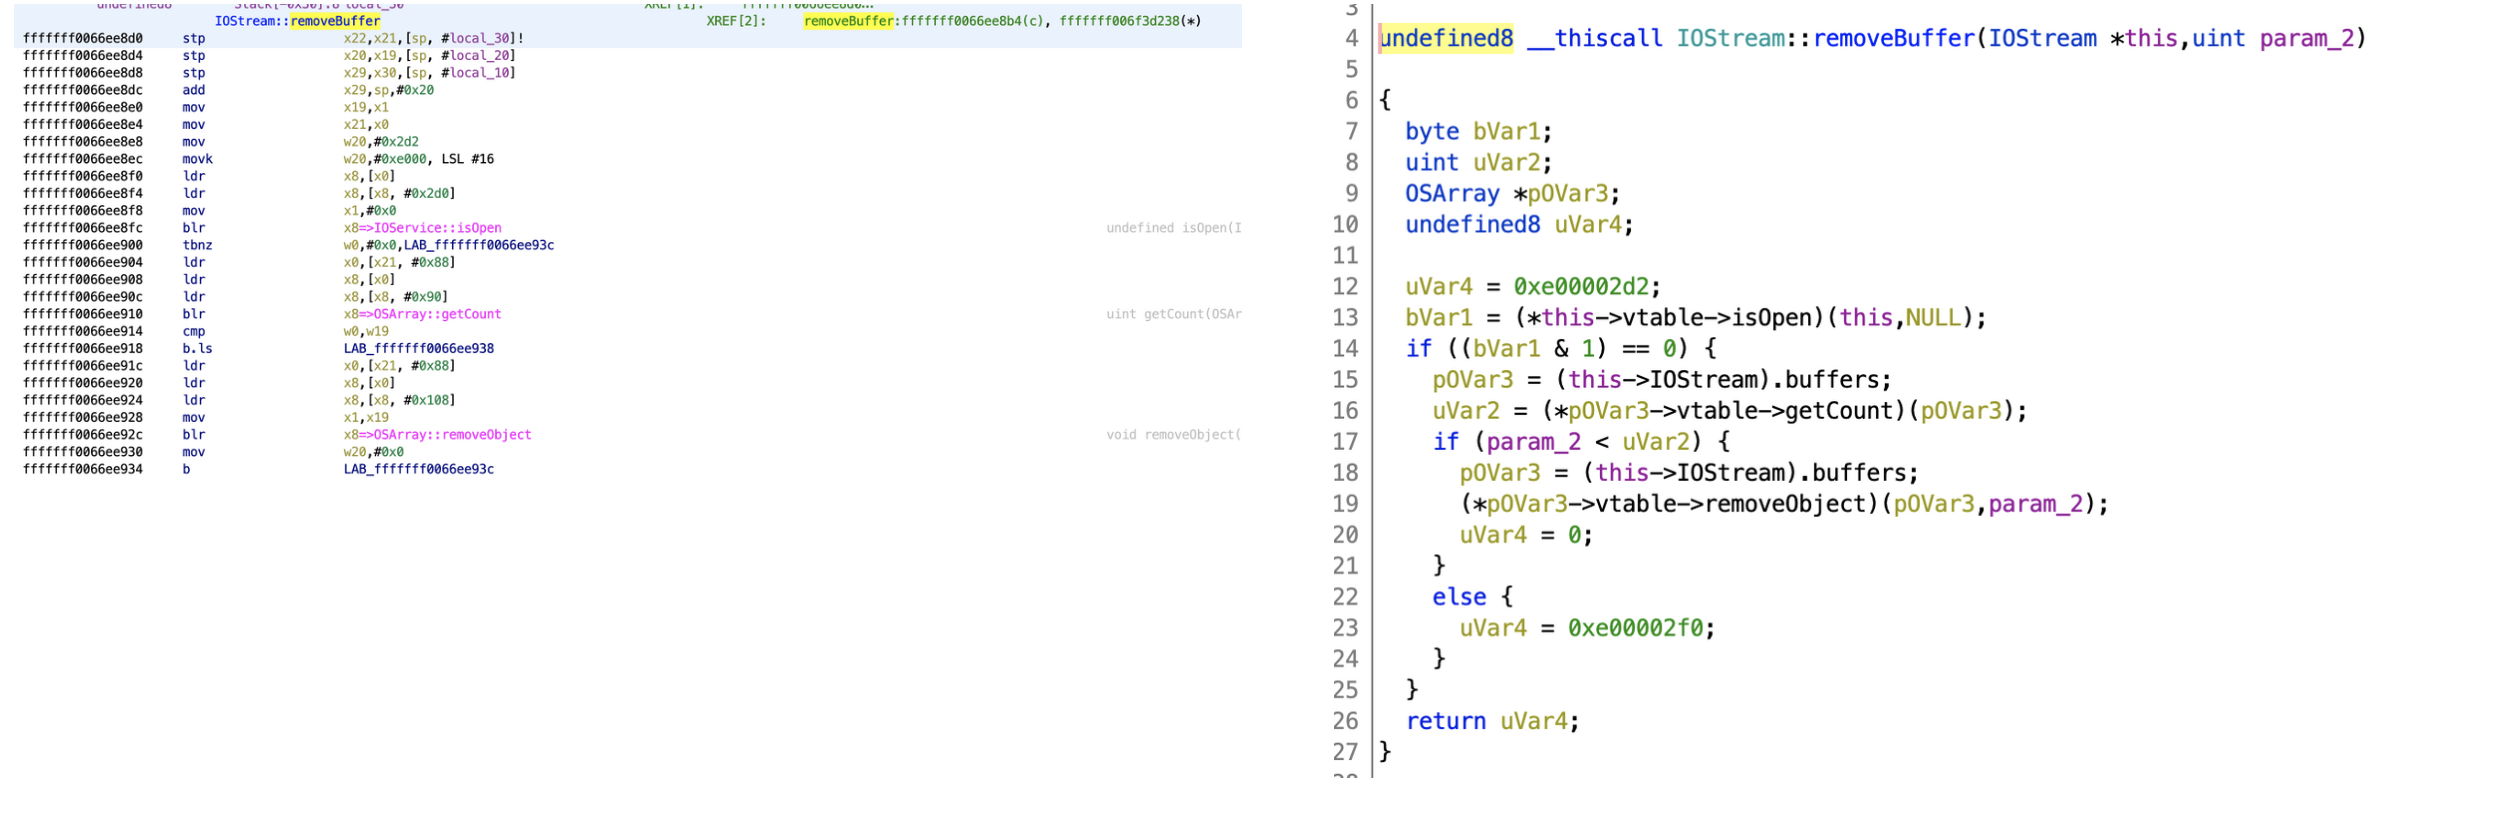 undefined8 Stack[-0x30]:8 local_30 XREF[1]: fffffff0066ee8d0...
IOStream::removeBuffer XREF[2]: removeBuffer:fffffff0066ee8b4(c), fffffff006f3d238(*)
fffffff0066ee8d0 stp x22,x21,[sp, #local_30]!
fffffff0066ee8d4 stp x20,x19,[sp, #local_20]
fffffff0066ee8d8 stp x29,x30,[sp, #local_10]
fffffff0066ee8dc add x29,sp,#0x20
fffffff0066ee8e0 mov x19,x1
fffffff0066ee8e4 mov x21,x0
fffffff0066ee8e8 mov w20,#0x2d2
fffffff0066ee8ec movk w20,#0xe000, LSL #16
fffffff0066ee8f0 ldr x8,[x0]
fffffff0066ee8f4 ldr x8,[x8, #0x2d0]
fffffff0066ee8f8 mov x1,#0x0
fffffff0066ee8fc blr x8=>IOService::isOpen undefined isOpen(I
fffffff0066ee900 tbnz w0,#0x0,LAB_fffffff0066ee93c
fffffff0066ee904 ldr x0,[x21, #0x88]
fffffff0066ee908 ldr x8,[x0]
fffffff0066ee90c ldr x8,[x8, #0x90]
fffffff0066ee910 blr x8=>OSArray::getCount uint getCount(OSAr
fffffff0066ee914 cmp w0,w19
fffffff0066ee918 b.ls LAB_fffffff0066ee938
fffffff0066ee91c ldr x0,[x21, #0x88]
fffffff0066ee920 ldr x8,[x0]
fffffff0066ee924 ldr x8,[x8, #0x108]
fffffff0066ee928 mov x1,x19
fffffff0066ee92c blr x8=>OSArray::removeObject void removeObject(
fffffff0066ee930 mov w20,#0x0
fffffff0066ee934 b LAB_fffffff0066ee93c
3
4 undefined8 __thiscall IOStream::removeBuffer(IOStream *this,uint param_2)
5
6 {
7 byte bVar1;
8 uint uVar2;
9 OSArray *pOVar3;
10 undefined8 uVar4;
11
12 uVar4 = 0xe00002d2;
13 bVar1 = (*this->vtable->isOpen)(this,NULL);
14 if ((bVar1 & 1) == 0) {
15 pOVar3 = (this->IOStream).buffers;
16 uVar2 = (*pOVar3->vtable->getCount)(pOVar3);
17 if (param_2 < uVar2) {
18 pOVar3 = (this->IOStream).buffers;
19 (*pOVar3->vtable->removeObject)(pOVar3,param_2);
20 uVar4 = 0;
21 }
22 else {
23 uVar4 = 0xe00002f0;
24 }
25 }
26 return uVar4;
27 }